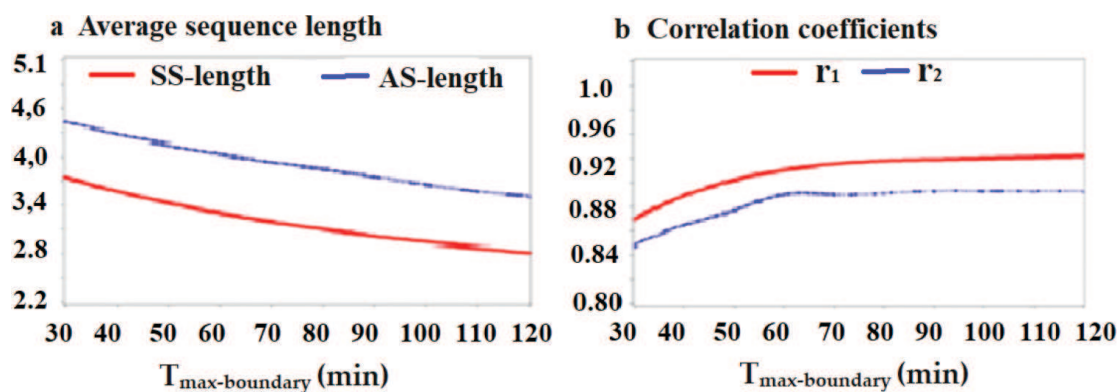 a Average sequence length
5.1
4,6
4,0
3.4
2.8
2.2
SS-length
AS-length
30 40 50 60 70 80 90 100 110 120
Tmax-boundary (min)
b Correlation coefficients
1.0
0.96
0.92
0.88
0.84
0.80
r1
r2
30 40 50 60 70 80 90 100 110 120
Tmax-boundary (min)